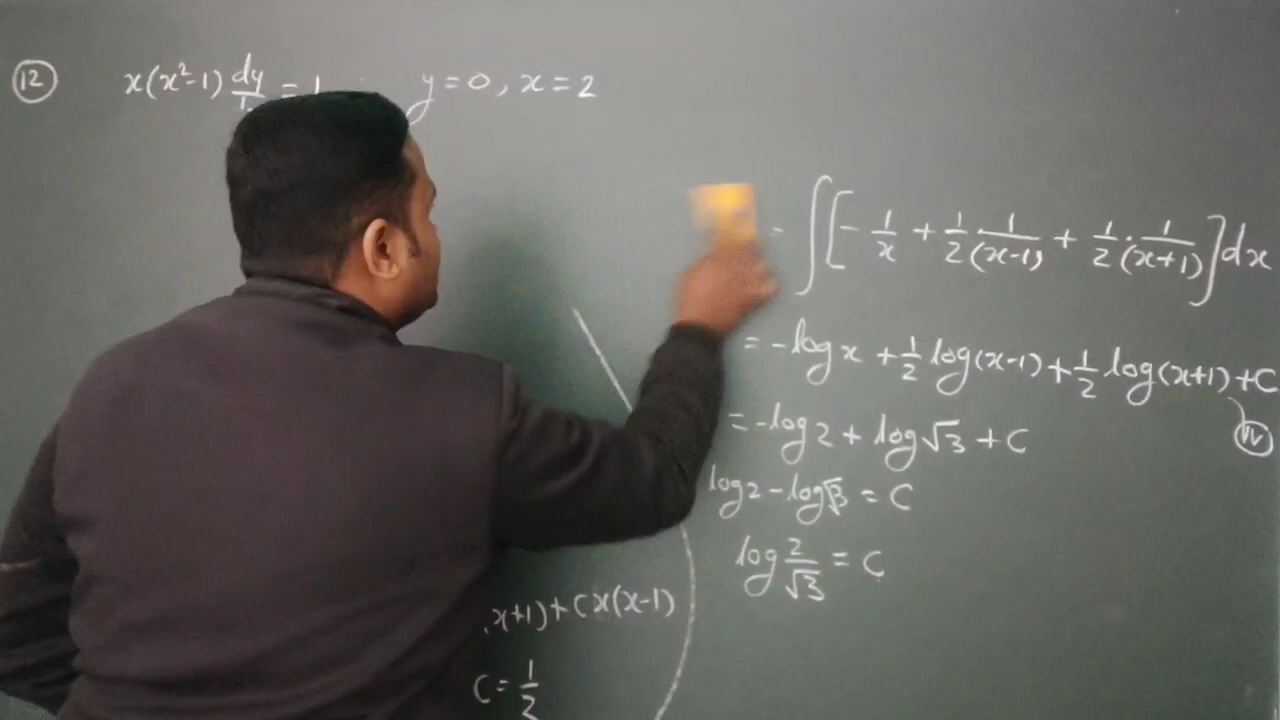 ⑫ x(x²-1) dy/ = 1 y=0, x=2
= ∫[-1/x + 1/2·1/(x-1) + 1/2·1/(x+1)]dx
= -log x + 1/2 log(x-1) + 1/2 log(x+1) + C
Ⓘⓥ
= -log 2 + log√3 + C
log 2 - log√3 = C
log 2/√3 = C
x+1) + Cx(x-1)
C = 1/2